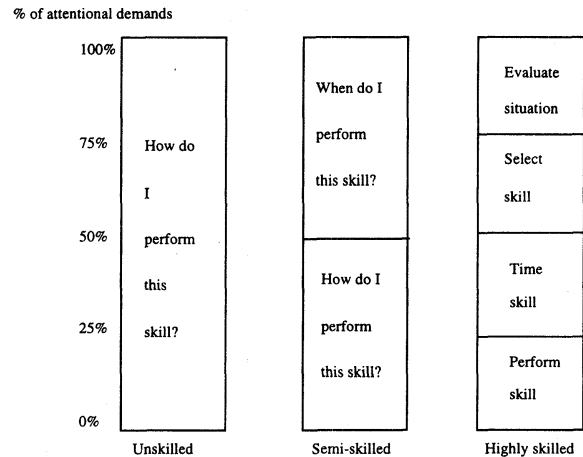 % of attentional demands
100%
75%
50%
25%
0%
How do
I
perform
this
skill?
Unskilled
When do I
perform
this skill?
How do I
perform
this skill?
Semi-skilled
Evaluate
situation
Select
skill
Time
skill
Perform
skill
Highly skilled